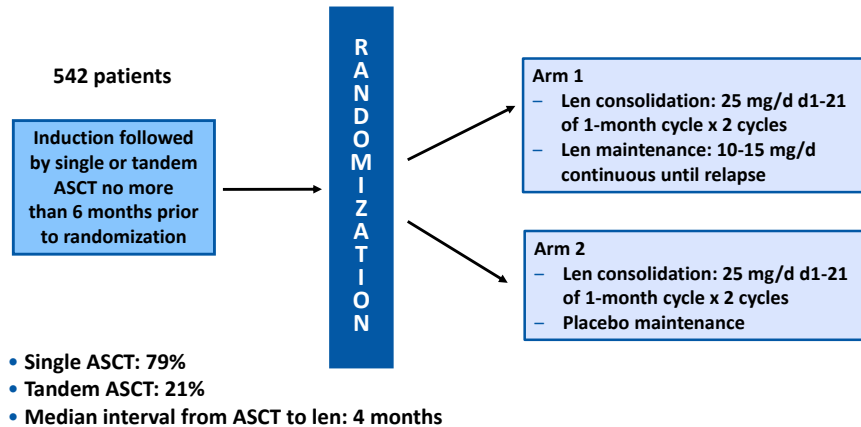 542 patients
Induction followed
by single or tandem
ASCT no more
than 6 months prior
to randomization
RANDOMIZATION
Arm 1
– Len consolidation: 25 mg/d d1-21
of 1-month cycle x 2 cycles
– Len maintenance: 10-15 mg/d
continuous until relapse
Arm 2
– Len consolidation: 25 mg/d d1-21
of 1-month cycle x 2 cycles
– Placebo maintenance
• Single ASCT: 79%
• Tandem ASCT: 21%
• Median interval from ASCT to len: 4 months